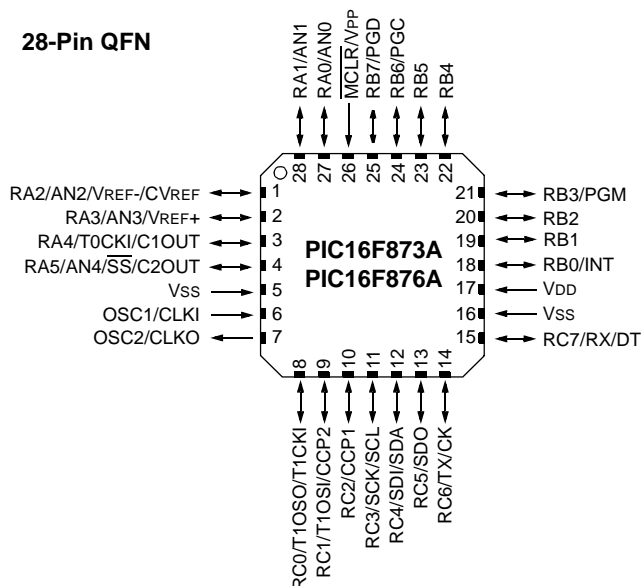 28-Pin QFN
RA1/AN1
RA0/AN0
MCLR/VPP
RB7/PGD
RB6/PGC
RB5
RB4
28
27
26
25
24
23
22
RA2/AN2/VREF-/CVREF
1
RA3/AN3/VREF+
2
RA4/T0CKI/C1OUT
3
RA5/AN4/SS/C2OUT
4
VSS
5
OSC1/CLKI
6
OSC2/CLKO
7
PIC16F873A
PIC16F876A
21
RB3/PGM
20
RB2
19
RB1
18
RB0/INT
17
VDD
16
VSS
15
RC7/RX/DT
8
9
10
11
12
13
14
RC0/T1OSO/T1CKI
RC1/T1OSI/CCP2
RC2/CCP1
RC3/SCK/SCL
RC4/SDI/SDA
RC5/SDO
RC6/TX/CK